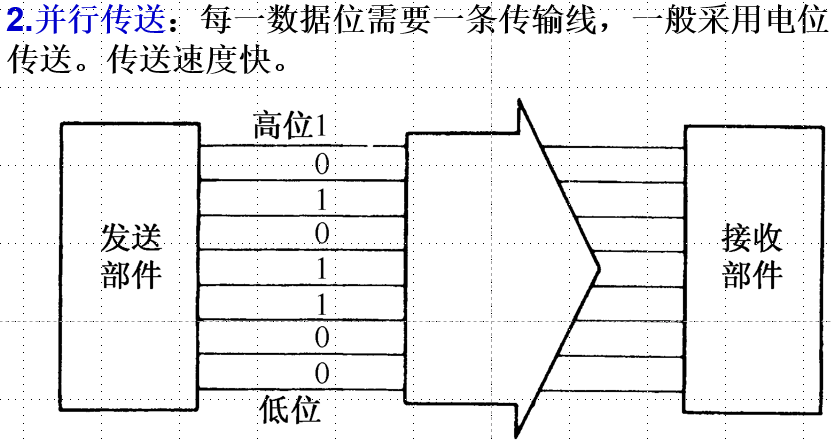 2.并行传送：每一数据位需要一条传输线，一般采用电位
传送。传送速度快。
高位1
0
1
0
1
1
0
0
低位
发送
部件
接收
部件